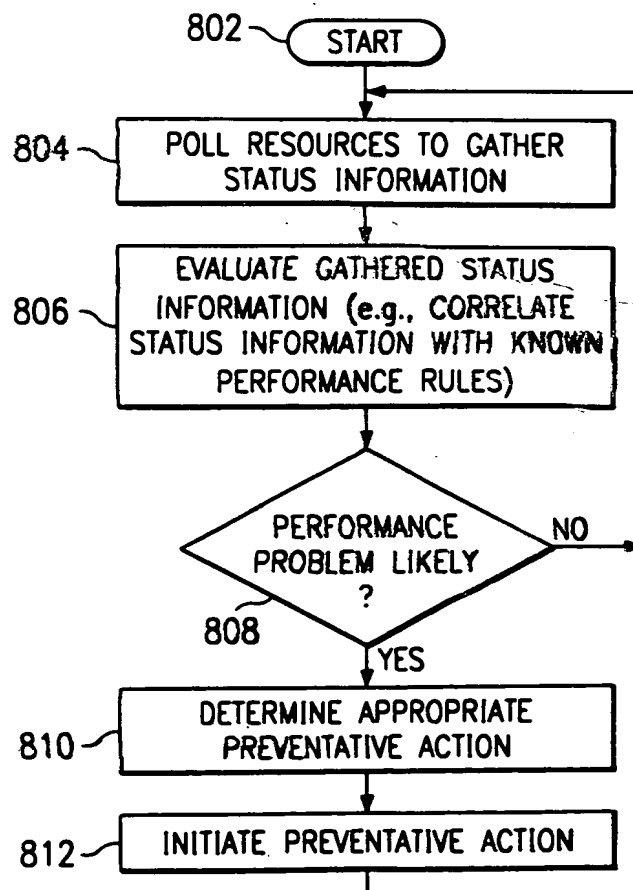 802
START
804
POLL RESOURCES TO GATHER
STATUS INFORMATION
806
EVALUATE GATHERED STATUS
INFORMATION (e.g., CORRELATE
STATUS INFORMATION WITH KNOWN
PERFORMANCE RULES)
PERFORMANCE
PROBLEM LIKELY
?
NO
808
YES
810
DETERMINE APPROPRIATE
PREVENTATIVE ACTION
812
INITIATE PREVENTATIVE ACTION